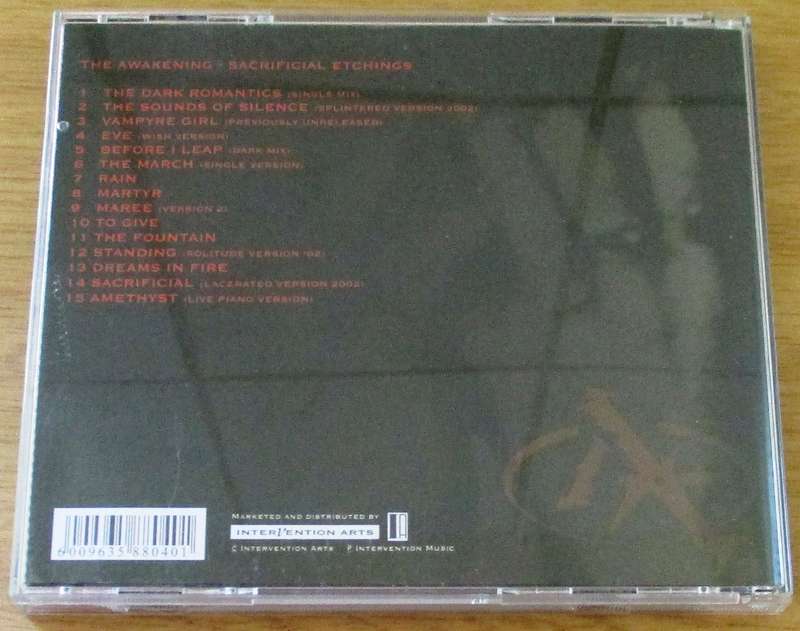 THE AWAKENING - SACRIFICIAL ETCHINGS
1 THE DARK ROMANTICS (SINGLE MIX)
2 THE SOUNDS OF SILENCE (SPLINTERED VERSION 2002)
3 VAMPYRE GIRL (PREVIOUSLY UNRELEASED)
4 EVE (WISH VERSION)
5 BEFORE I LEAP (DARK MIX)
6 THE MARCH (SINGLE VERSION)
7 RAIN
8 MARTYR
9 MAREE (VERSION 2)
10 TO GIVE
11 THE FOUNTAIN
12 STANDING (SOLITUDE VERSION '02)
13 DREAMS IN FIRE
14 SACRIFICIAL (LACERATED VERSION 2002)
15 AMETHYST (LIVE PIANO VERSION)
MARKETED AND DISTRIBUTED BY
INTERVENTION ARTS
© INTERVENTION ARTS ℗ INTERVENTION MUSIC
6009635 880401